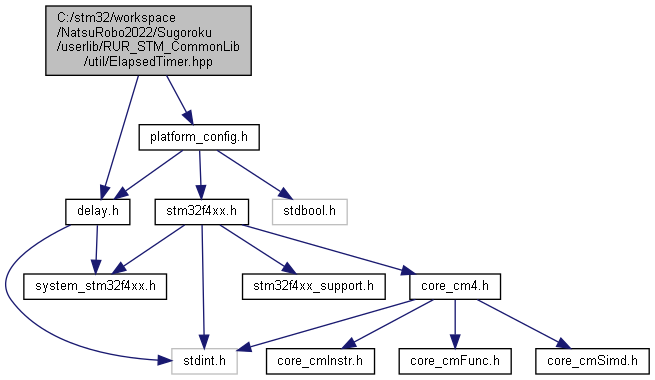 C:/stm32/workspace
/NatsuRobo2022/Sugoroku
/userlib/RUR_STM_CommonLib
/util/ElapsedTimer.hpp
platform_config.h
delay.h
stm32f4xx.h
stdbool.h
system_stm32f4xx.h
stm32f4xx_support.h
core_cm4.h
stdint.h
core_cmInstr.h
core_cmFunc.h
core_cmSimd.h